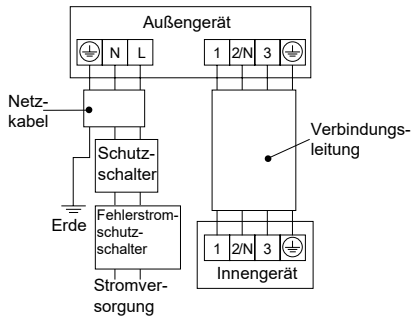 Außengerät
N L
1 2/N 3
Netz-
kabel
Verbindungs-
leitung
Schutz-
schalter
Erde
Fehlerstrom-
schutz-
schalter
1 2/N 3
Innengerät
Stromver-
sorgung